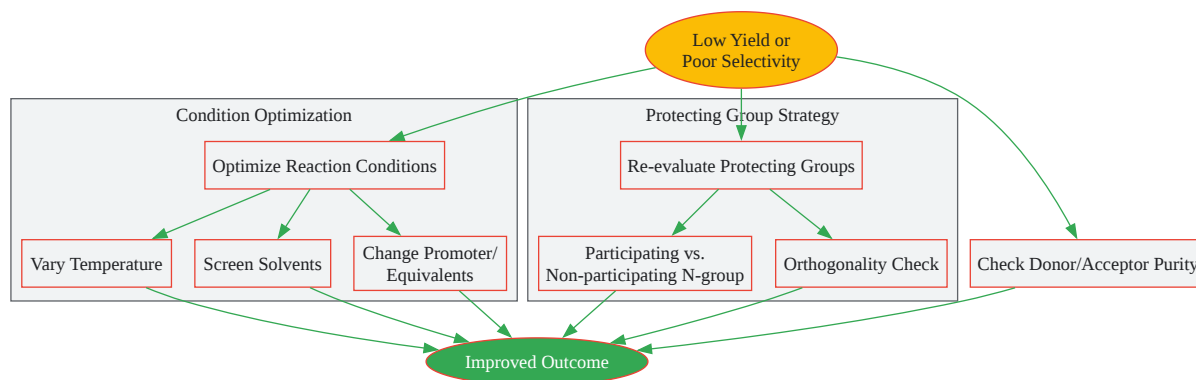 Low Yield or
Poor Selectivity
Condition Optimization
Protecting Group Strategy
Optimize Reaction Conditions
Re-evaluate Protecting Groups
Vary Temperature
Screen Solvents
Change Promoter/
Equivalents
Participating vs.
Non-participating N-group
Orthogonality Check
Check Donor/Acceptor Purity
Improved Outcome